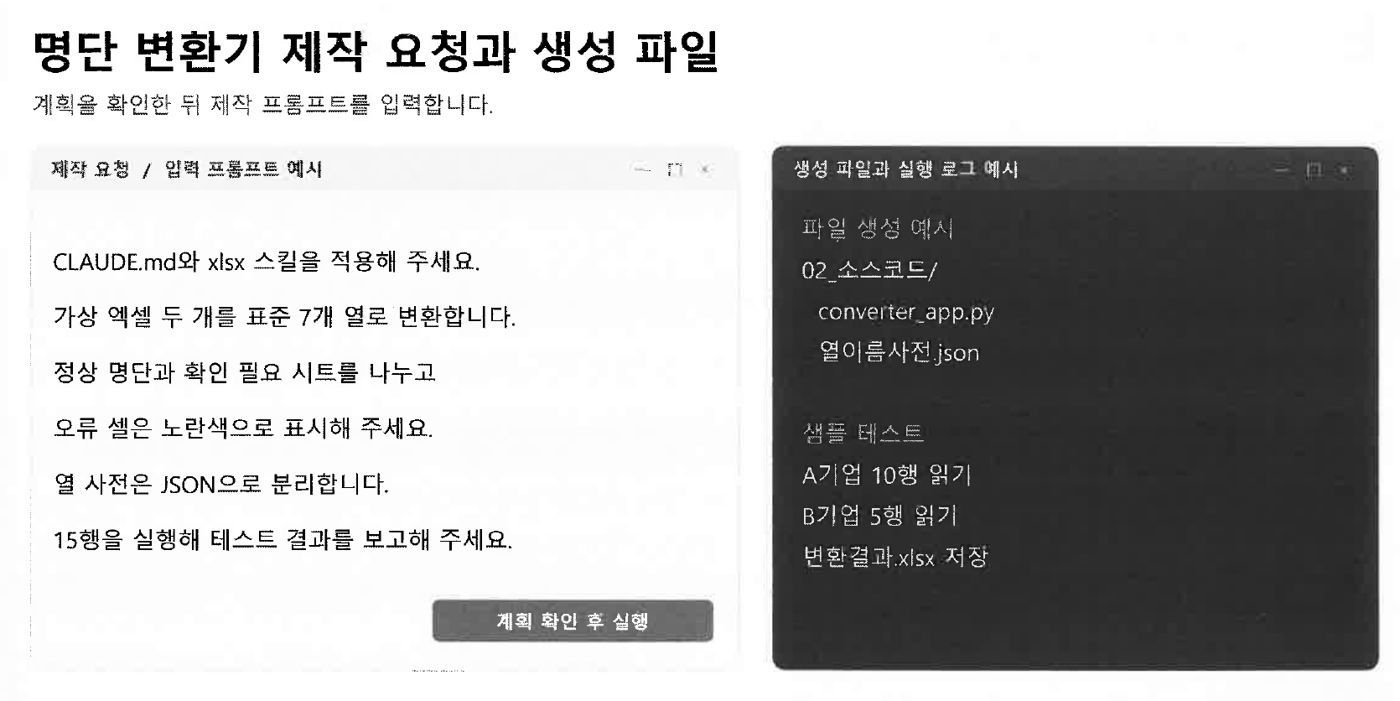 명단 변환기 제작 요청과 생성 파일
계획을 확인한 뒤 제작 프롬프트를 입력합니다.
제작 요청 / 입력 프롬프트 예시
CLAUDE.md와 xlsx 스킬을 적용해 주세요.
가상 엑셀 두 개를 표준 7개 열로 변환합니다.
정상 명단과 확인 필요 시트를 나누고
오류 셀은 노란색으로 표시해 주세요.
열 사전은 JSON으로 분리합니다.
15행을 실행해 테스트 결과를 보고해 주세요.
계획 확인 후 실행
생성 파일과 실행 로그 예시
파일 생성 예시
02_소스코드/
converter_app.py
열이름사전.json
샘플 테스트
A기업 10행 읽기
B기업 5행 읽기
변환결과.xlsx 저장